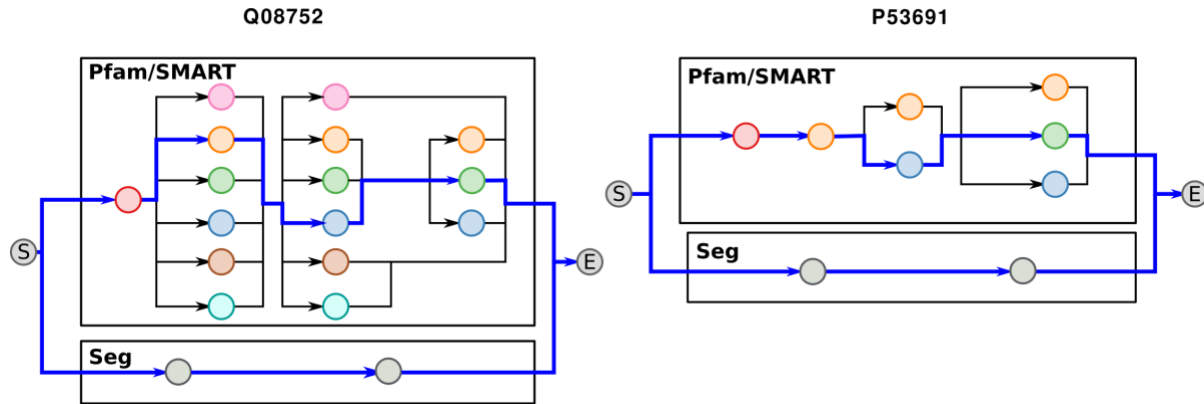 Q08752
Pfam/SMART
S
E
Seg
P53691
Pfam/SMART
S
E
Seg